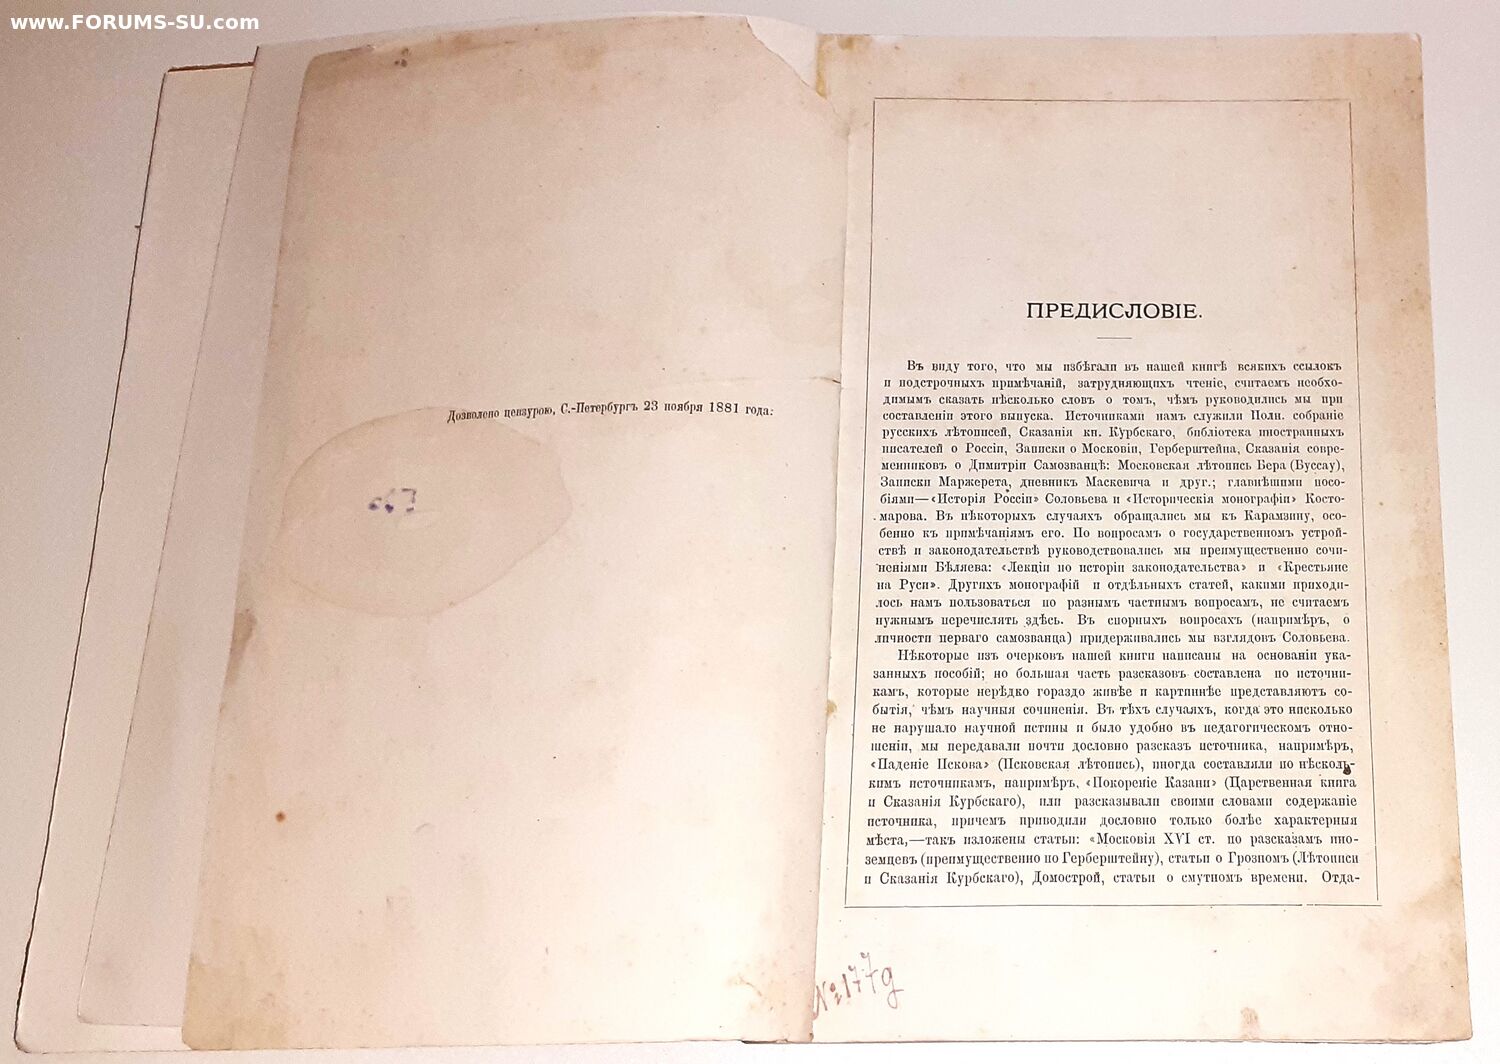 www.FORUMS-SU.com
Дозволено цензурою, С.-Петербургъ 23 ноября 1881 года.
ПРЕДИСЛОВІЕ.
Въ виду того, что мы избѣгали въ нашей книгѣ всякихъ ссылокъ
и подстрочныхъ примѣчаній, затрудняющихъ чтеніе, считаемъ необхо-
димымъ сказать нѣсколько словъ о томъ, чѣмъ руководились мы при
составленіи этого выпуска. Источниками намъ служили Полн. собраніе
русскихъ лѣтописей, Сказанія кн. Курбскаго, библіотека иностранныхъ
писателей о Россіи, Записки о Московіи, Герберштейна, Сказанія совре-
менниковъ о Димитріи Самозванцѣ: Московская лѣтопись Бера (Буссау),
Записки Маржерета, дневникъ Маскевича и друг.; главнѣшими посо-
біями—«Исторія Россіи» Соловьева и «Историческія монографіи» Косто-
марова. Въ нѣкоторыхъ случаяхъ обращались мы къ Карамзину, осо-
бенно къ примѣчаніямъ его. По вопросамъ о государственномъ устрой-
ствѣ и законодательствѣ руководствовались мы преимущественно сочи-
неніями Бѣляева: «Лекціи по исторіи законодательства» и «Крестьяне
на Руси». Другихъ монографій и отдѣльныхъ статей, какими приходи-
лось намъ пользоваться по разнымъ частнымъ вопросамъ, не считаемъ
нужнымъ перечислять здѣсь. Въ спорныхъ вопросахъ (напримѣръ, о
личности перваго самозванца) придерживались мы взглядовъ Соловьева.
Нѣкоторые изъ очерковъ нашей книги написаны на основаніи ука-
занныхъ пособій; но большая часть разсказовъ составлена по источни-
камъ, которые нерѣдко гораздо живѣе и картиннѣе представляютъ со-
бытія, чѣмъ научныя сочиненія. Въ тѣхъ случаяхъ, когда это нисколько
не нарушало научной истины и было удобно въ педагогическомъ отно-
шеніи, мы передавали почти дословно разсказъ источника, напримѣръ,
«Паденіе Пскова» (Псковская лѣтопись), иногда составляли по нѣсколь-
кимъ источникамъ, напримѣръ, «Покореніе Казани» (Царственная книга
и Сказанія Курбскаго), или разсказывали своими словами содержаніе
источника, причемъ приводили дословно только болѣе характерныя
мѣста,—такъ изложены статьи: «Московія XVI ст. по разсказамъ ино-
земцевъ (преимущественно по Герберштейну), статьи о Грозномъ (Лѣтописи
и Сказанія Курбскаго), Домострой, статьи о смутномъ времени. Отда-